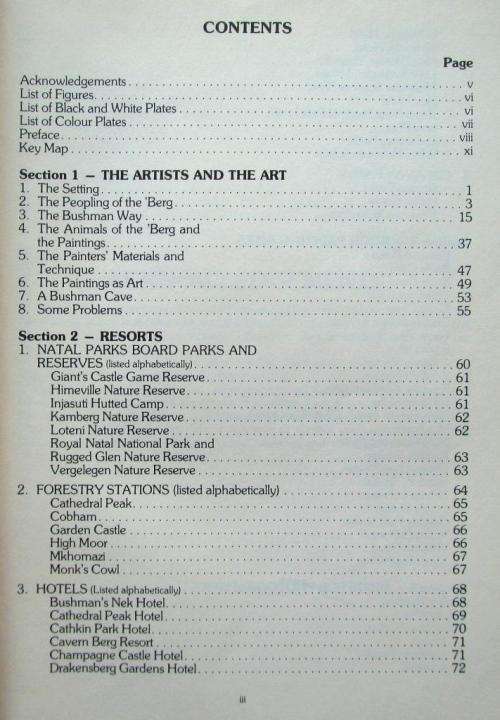 CONTENTS
Page
Acknowledgements . . . . . v
List of Figures . . . . . vi
List of Black and White Plates . . . . . vi
List of Colour Plates . . . . . vii
Preface . . . . . viii
Key Map . . . . . xi
Section 1 – THE ARTISTS AND THE ART
1. The Setting . . . . . 1
2. The Peopling of the 'Berg . . . . . 3
3. The Bushman Way . . . . . 15
4. The Animals of the 'Berg and
the Paintings . . . . . 37
5. The Painters' Materials and
Technique . . . . . 47
6. The Paintings as Art . . . . . 49
7. A Bushman Cave . . . . . 53
8. Some Problems . . . . . 55
Section 2 – RESORTS
1. NATAL PARKS BOARD PARKS AND
RESERVES (listed alphabetically) . . . . . 60
Giant's Castle Game Reserve . . . . . 61
Himeville Nature Reserve . . . . . 61
Injasuti Hutted Camp . . . . . 61
Kamberg Nature Reserve . . . . . 62
Loteni Nature Reserve . . . . . 62
Royal Natal National Park and
Rugged Glen Nature Reserve . . . . . 63
Vergelegen Nature Reserve . . . . . 63
2. FORESTRY STATIONS (listed alphabetically) . . . . . 64
Cathedral Peak . . . . . 65
Cobham . . . . . 65
Garden Castle . . . . . 66
High Moor . . . . . 66
Mkhomazi . . . . . 67
Monk's Cowl . . . . . 67
3. HOTELS (Listed alphabetically) . . . . . 68
Bushman's Nek Hotel . . . . . 68
Cathedral Peak Hotel . . . . . 69
Cathkin Park Hotel . . . . . 70
Cavern Berg Resort . . . . . 71
Champagne Castle Hotel . . . . . 71
Drakensberg Gardens Hotel . . . . . 72
iii